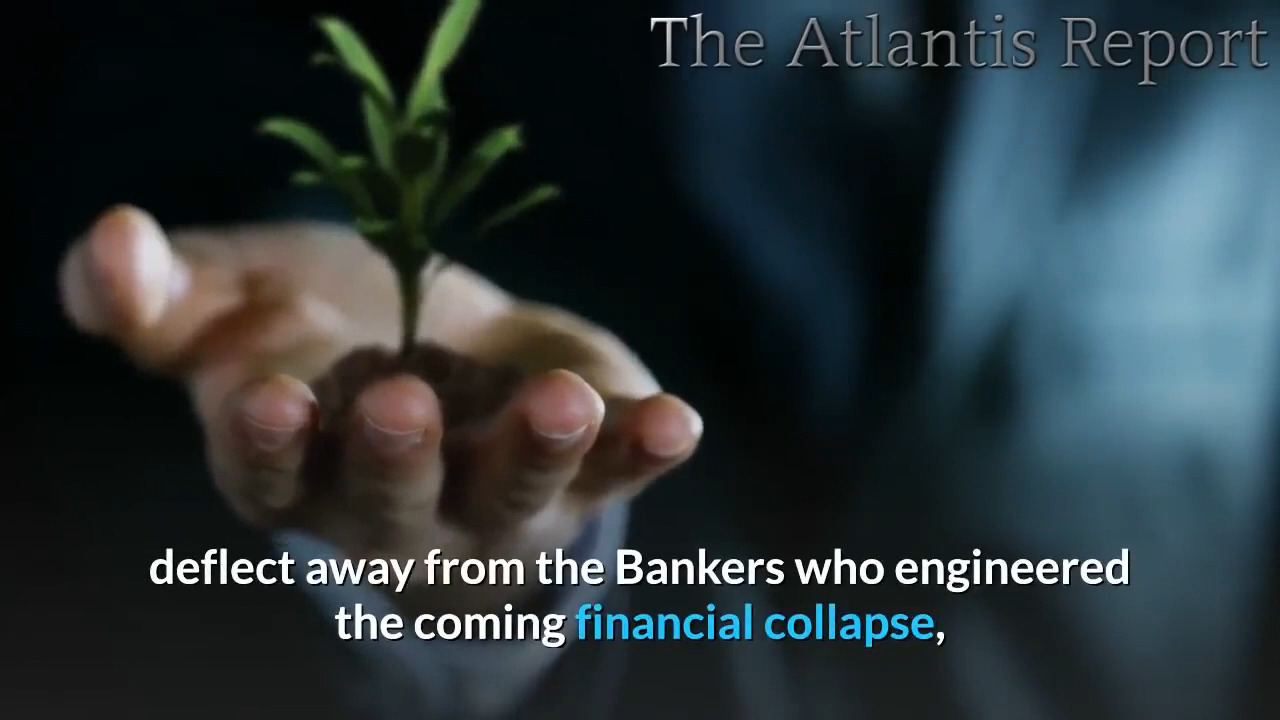 The Atlantis Report
deflect away from the Bankers who engineered
the coming financial collapse,